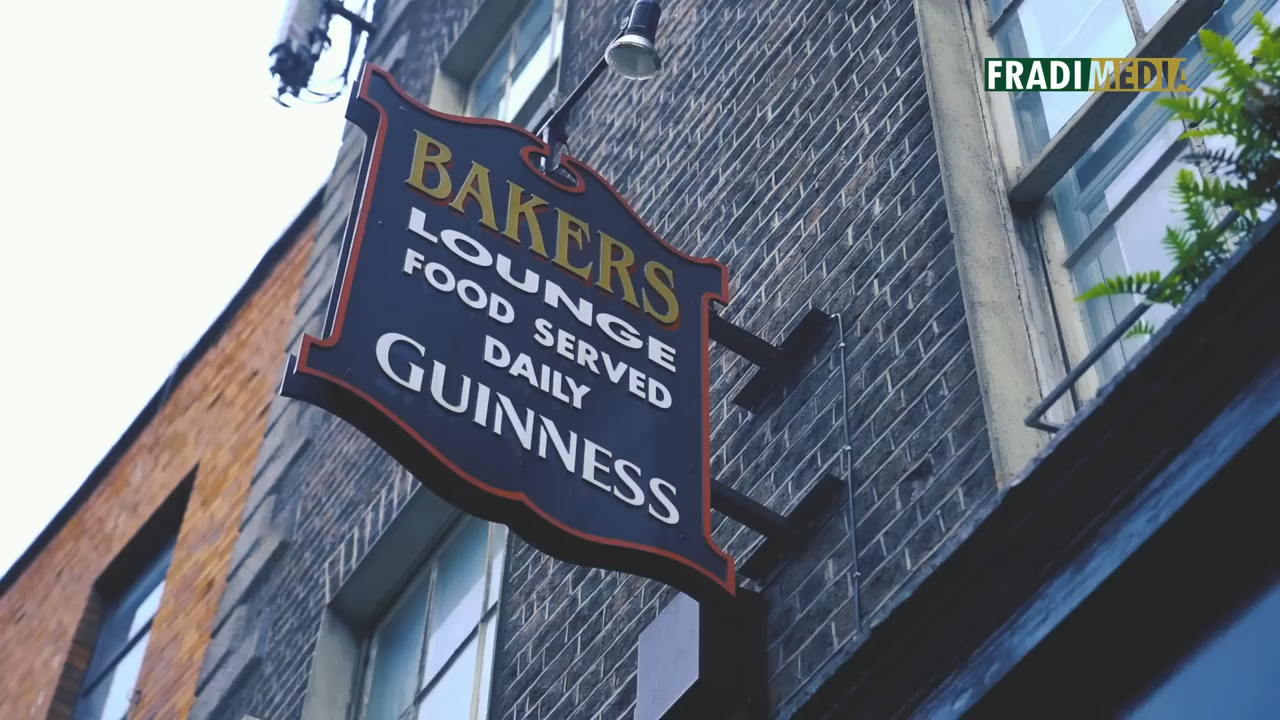 FRADIMEDIA
BAKERS
LOUNGE
FOOD SERVED
DAILY
GUINNESS